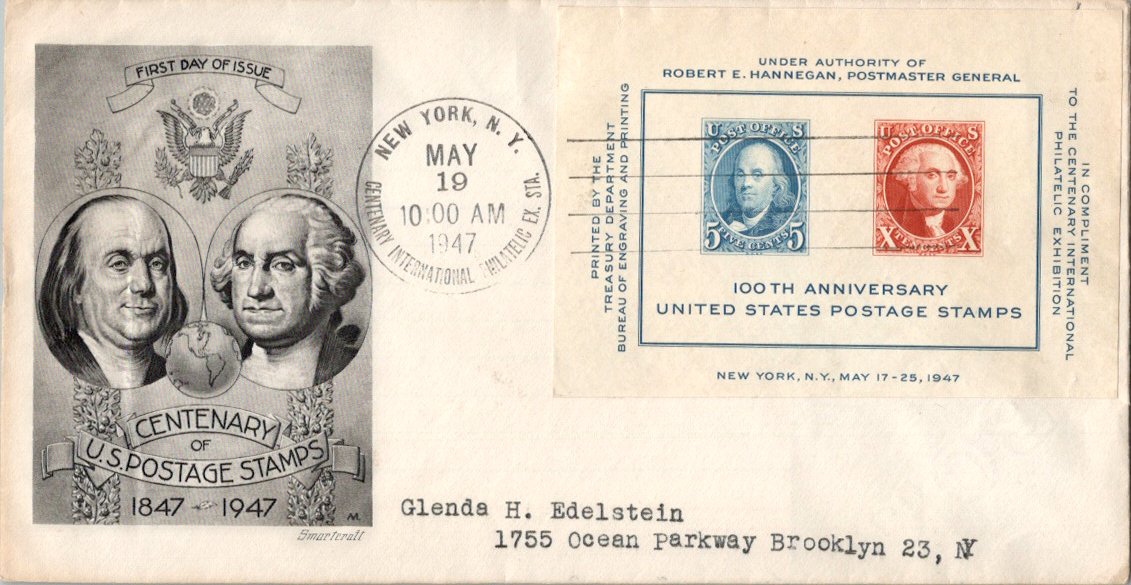 FIRST DAY OF ISSUE
CENTENARY
OF
U.S. POSTAGE STAMPS
1847 1947
AM.
Smartcraft
NEW YORK, N. Y.
MAY
19
10:00 AM
1947
CENTENARY INTERNATIONAL PHILATELIC EX. STA.
UNDER AUTHORITY OF
ROBERT E. HANNEGAN, POSTMASTER GENERAL
PRINTED BY THE
TREASURY DEPARTMENT
BUREAU OF ENGRAVING AND PRINTING
U S
POST OFFICE
5 5
FIVE CENTS
U S
POST OFFICE
X X
TEN CENTS
IN COMPLIMENT
TO THE CENTENARY INTERNATIONAL
PHILATELIC EXHIBITION
100TH ANNIVERSARY
UNITED STATES POSTAGE STAMPS
NEW YORK, N.Y., MAY 17-25, 1947
Glenda H. Edelstein
1755 Ocean Parkway Brooklyn 23, NY